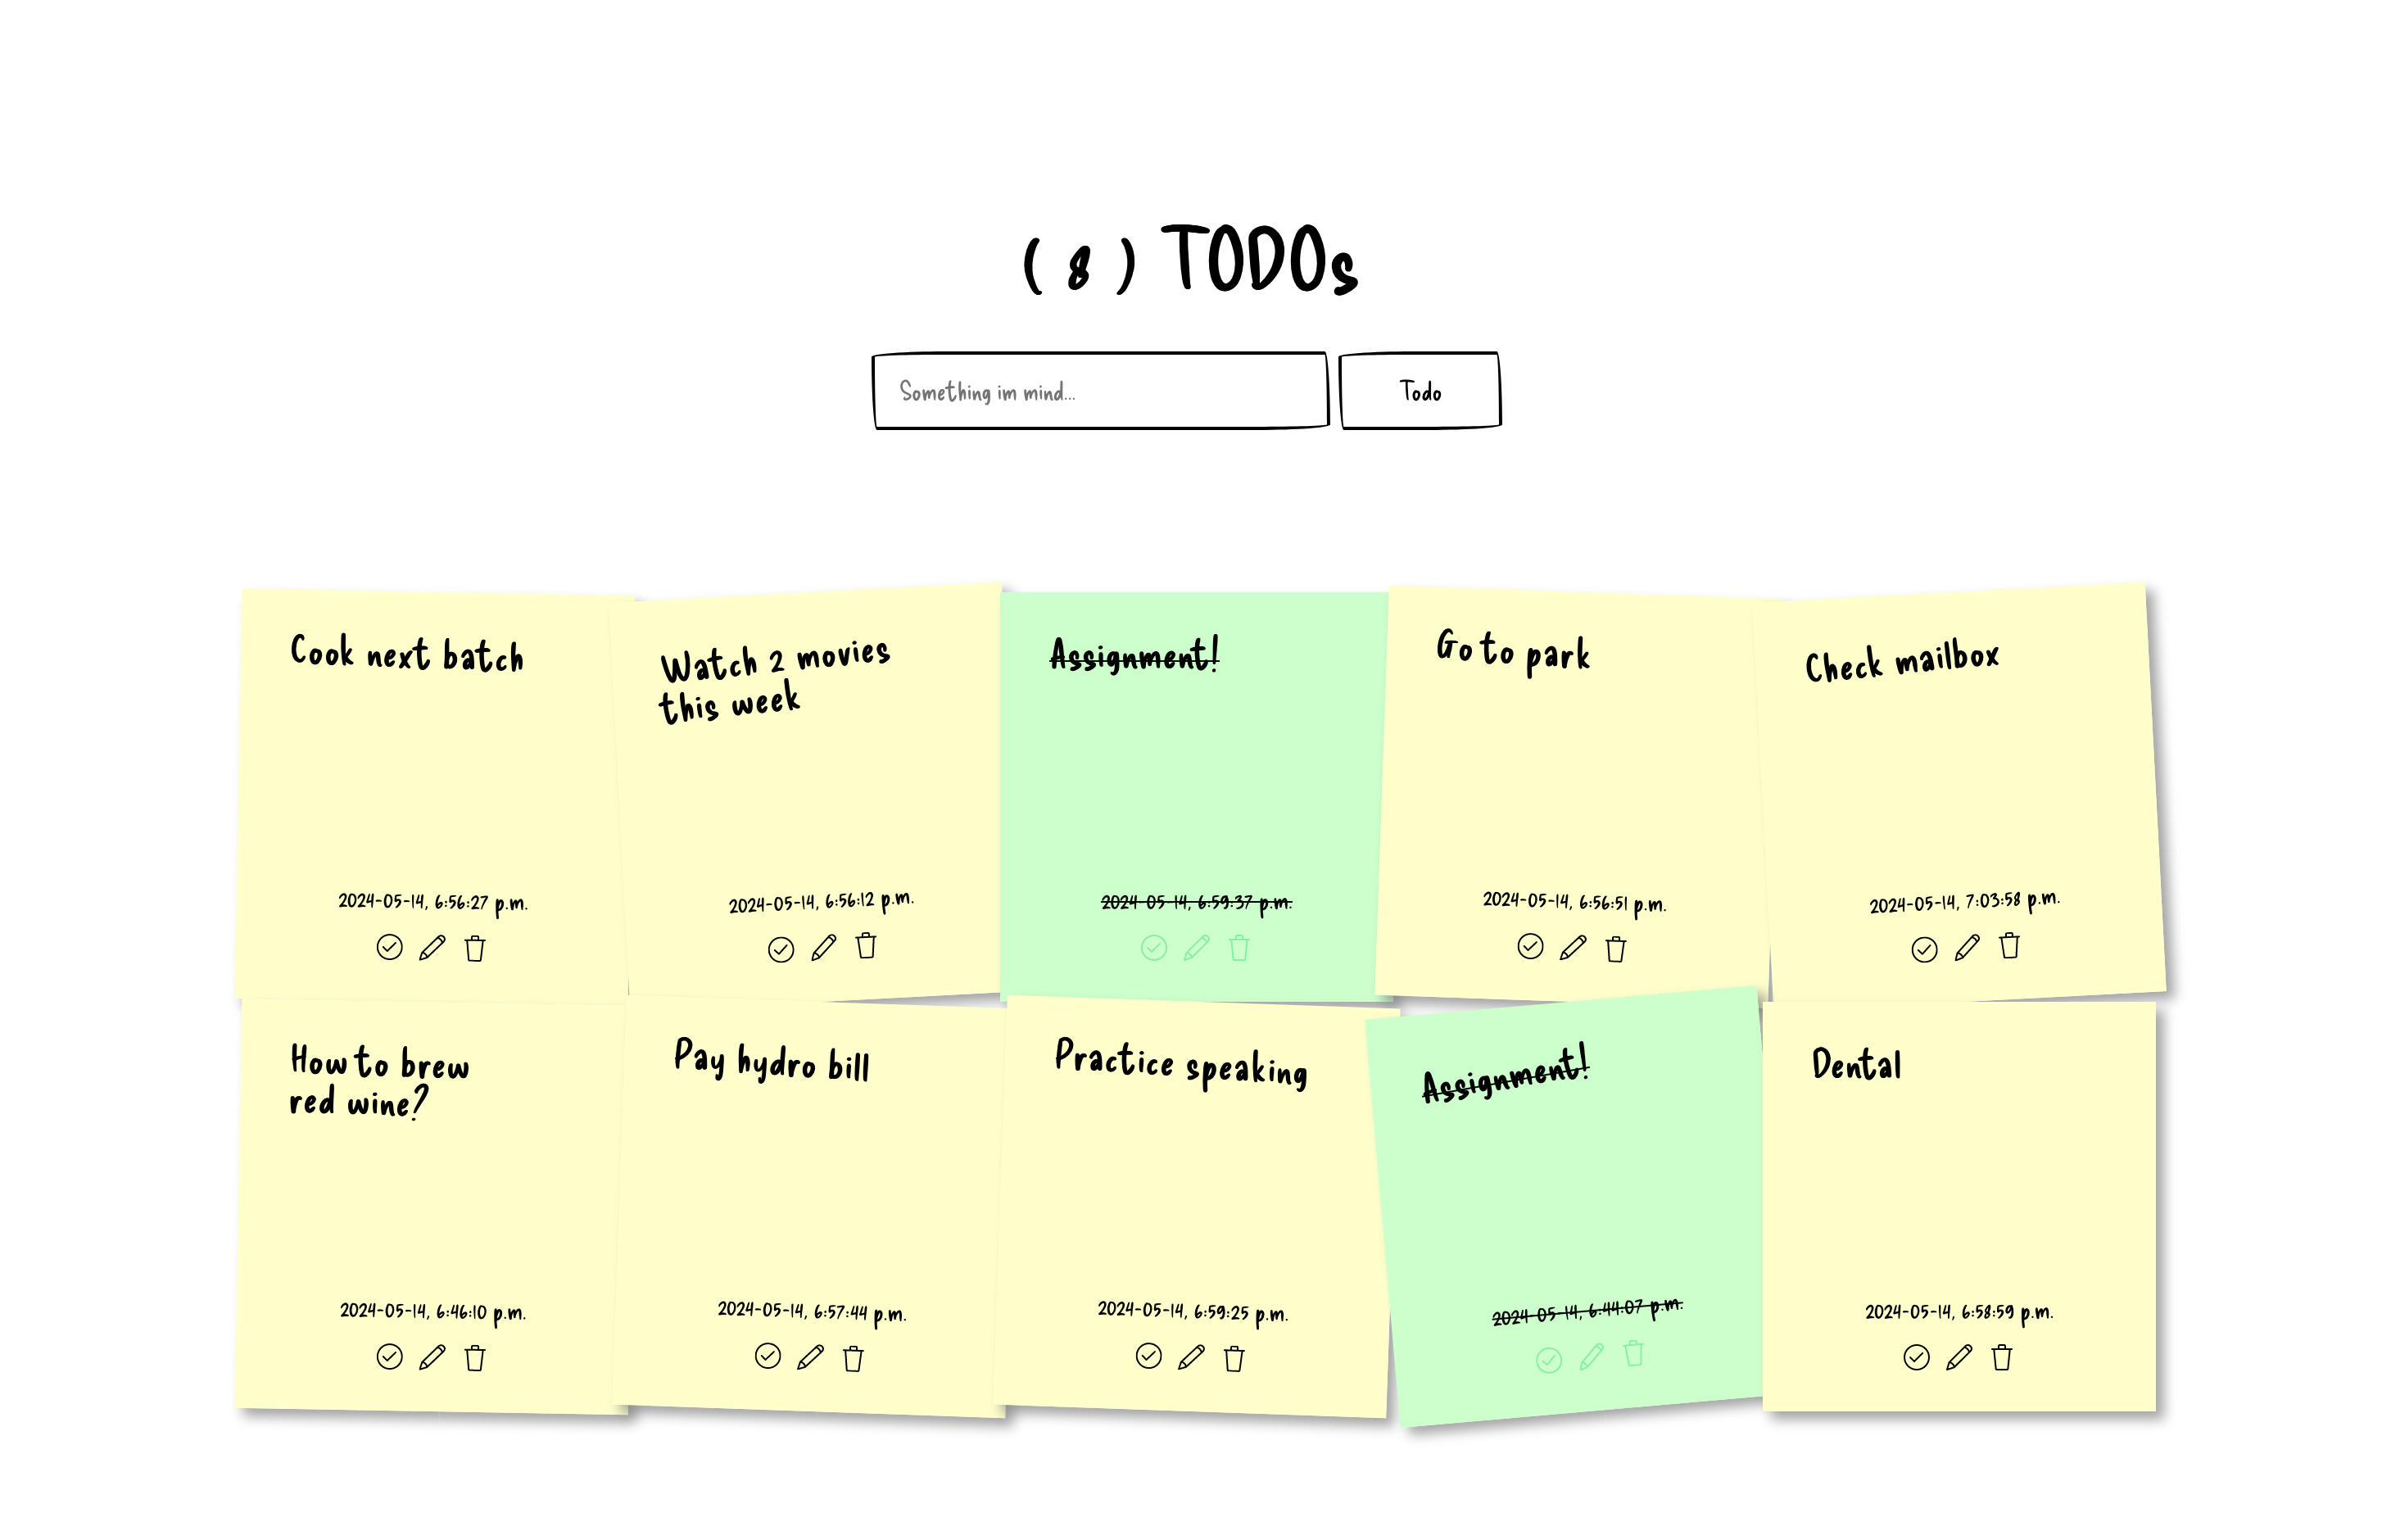 ( 8 ) TODOs
Something im mind...
Todo
Cook next batch
2024-05-14, 6:56:27 p.m.
Watch 2 movies
this week
2024-05-14, 6:56:12 p.m.
Assignment!
2024-05-14, 6:59:37 p.m.
Go to park
2024-05-14, 6:56:51 p.m.
Check mailbox
2024-05-14, 7:03:58 p.m.
How to brew
red wine?
2024-05-14, 6:46:10 p.m.
Pay hydro bill
2024-05-14, 6:57:44 p.m.
Practice speaking
2024-05-14, 6:59:25 p.m.
Assignment!
2024-05-14, 6:44:07 p.m.
Dental
2024-05-14, 6:58:59 p.m.